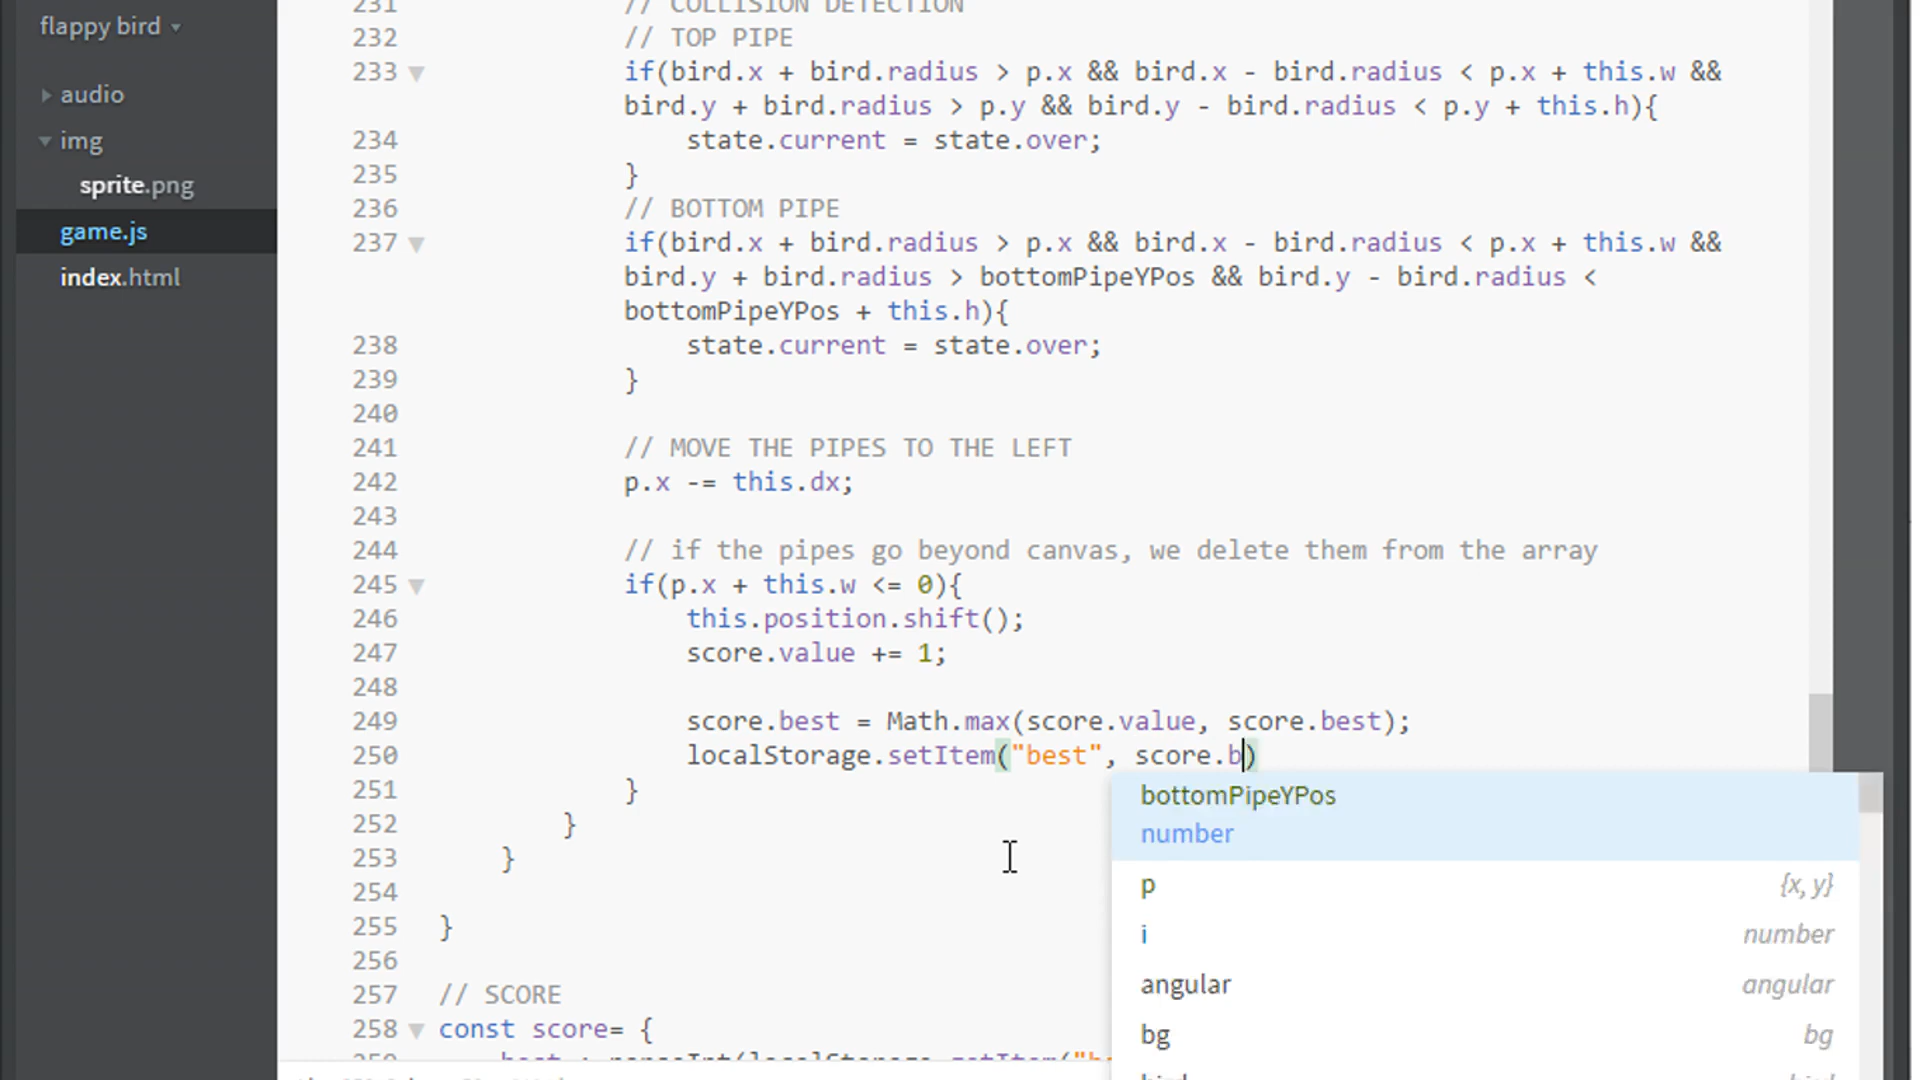 flappy bird
audio
img
sprite.png
game.js
index.html
231 // COLLISION DETECTION
232 // TOP PIPE
233 if(bird.x + bird.radius > p.x && bird.x - bird.radius < p.x + this.w &&
bird.y + bird.radius > p.y && bird.y - bird.radius < p.y + this.h){
234 state.current = state.over;
235 }
236 // BOTTOM PIPE
237 if(bird.x + bird.radius > p.x && bird.x - bird.radius < p.x + this.w &&
bird.y + bird.radius > bottomPipeYPos && bird.y - bird.radius <
bottomPipeYPos + this.h){
238 state.current = state.over;
239 }
240
241 // MOVE THE PIPES TO THE LEFT
242 p.x -= this.dx;
243
244 // if the pipes go beyond canvas, we delete them from the array
245 if(p.x + this.w <= 0){
246 this.position.shift();
247 score.value += 1;
248
249 score.best = Math.max(score.value, score.best);
250 localStorage.setItem("best", score.b)
251 }
252 }
253 }
254
255 }
256
257 // SCORE
258 const score= {
bottomPipeYPos
number
p {x, y}
i number
angular angular
bg bg